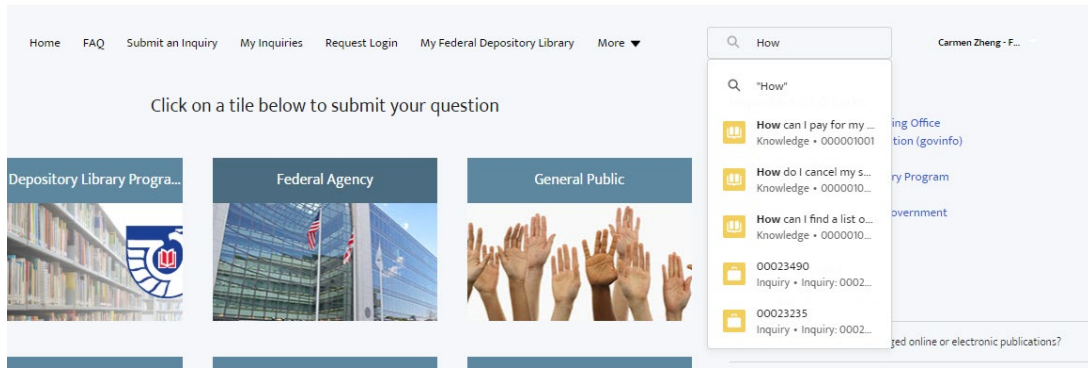 Home FAQ Submit an Inquiry My Inquiries Request Login My Federal Depository Library More How Carmen Zheng - F...
Click on a tile below to submit your question
Depository Library Progra...
Federal Agency
General Public
"How"
How can I pay for my ...
Knowledge • 000001001
How do I cancel my s...
Knowledge • 0000010...
How can I find a list o...
Knowledge • 0000010...
00023490
Inquiry • Inquiry: 0002...
00023235
Inquiry • Inquiry: 0002...
ing Office
tion (govinfo)
ry Program
overnment
ged online or electronic publications?